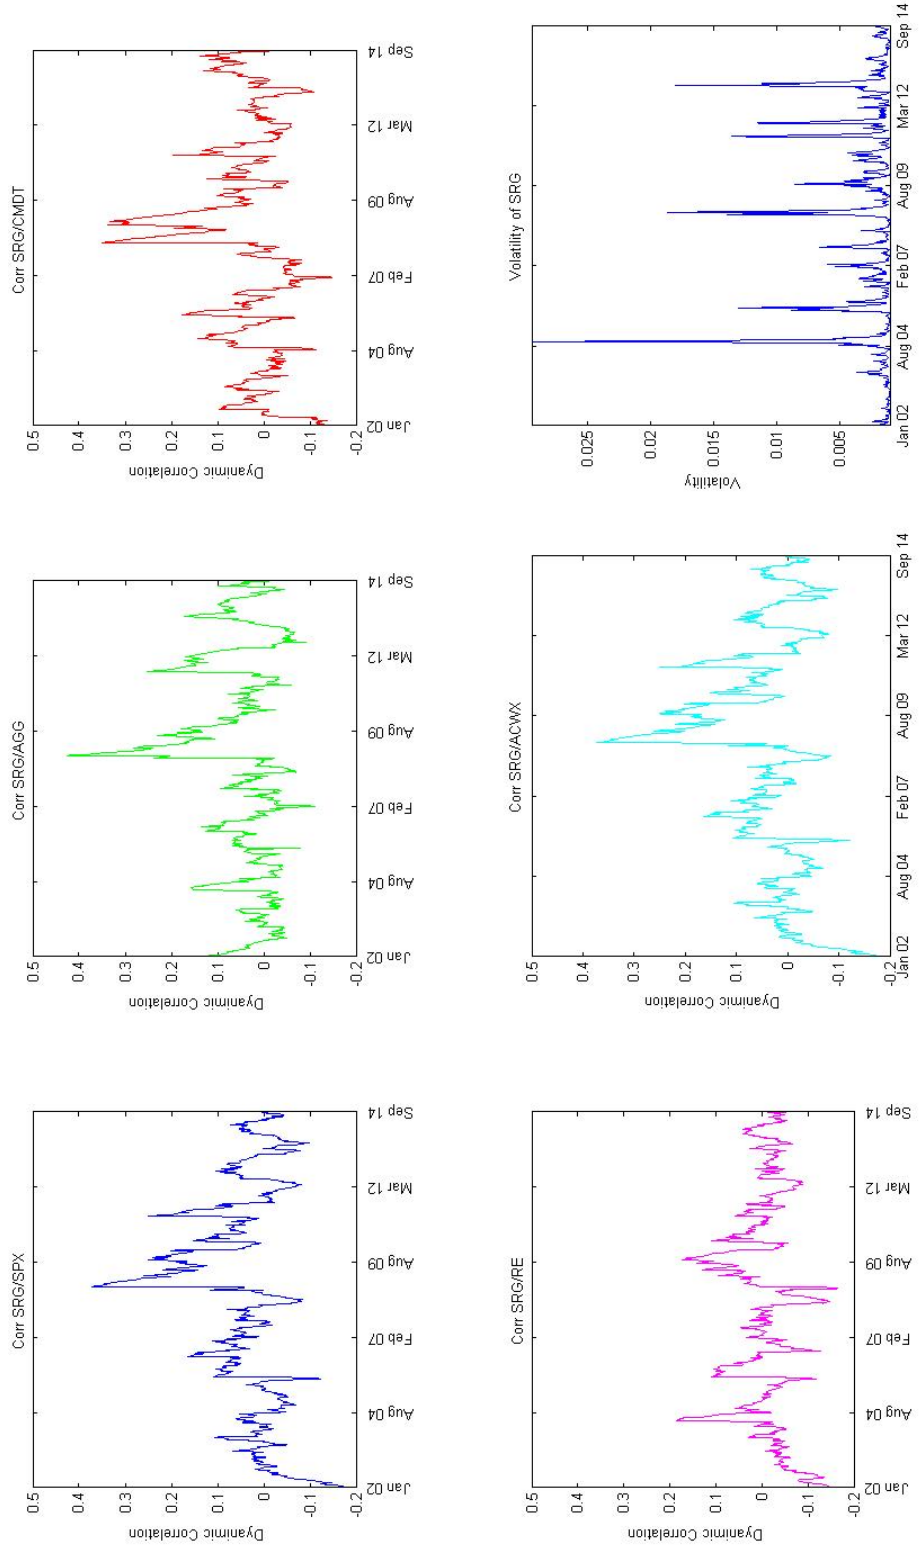 Corr SRG/SPX
0.5
0.4
0.3
0.2
0.1
0
-0.1
-0.2
Dyanimic Correlation
Jan 02 Aug 04 Feb 07 Aug 09 Mar 12 Sep 14
Corr SRG/AGG
0.5
0.4
0.3
0.2
0.1
0
-0.1
-0.2
Dyanimic Correlation
Jan 02 Aug 04 Feb 07 Aug 09 Mar 12 Sep 14
Corr SRG/CMDT
0.5
0.4
0.3
0.2
0.1
0
-0.1
-0.2
Dyanimic Correlation
Jan 02 Aug 04 Feb 07 Aug 09 Mar 12 Sep 14
Corr SRG/RE
0.5
0.4
0.3
0.2
0.1
0
-0.1
-0.2
Dyanimic Correlation
Jan 02 Aug 04 Feb 07 Aug 09 Mar 12 Sep 14
Corr SRG/ACWX
0.5
0.4
0.3
0.2
0.1
0
-0.1
-0.2
Dyanimic Correlation
Jan 02 Aug 04 Feb 07 Aug 09 Mar 12 Sep 14
Volatility of SRG
0.025
0.02
0.015
0.01
0.005
Volatility
Jan 02 Aug 04 Feb 07 Aug 09 Mar 12 Sep 14